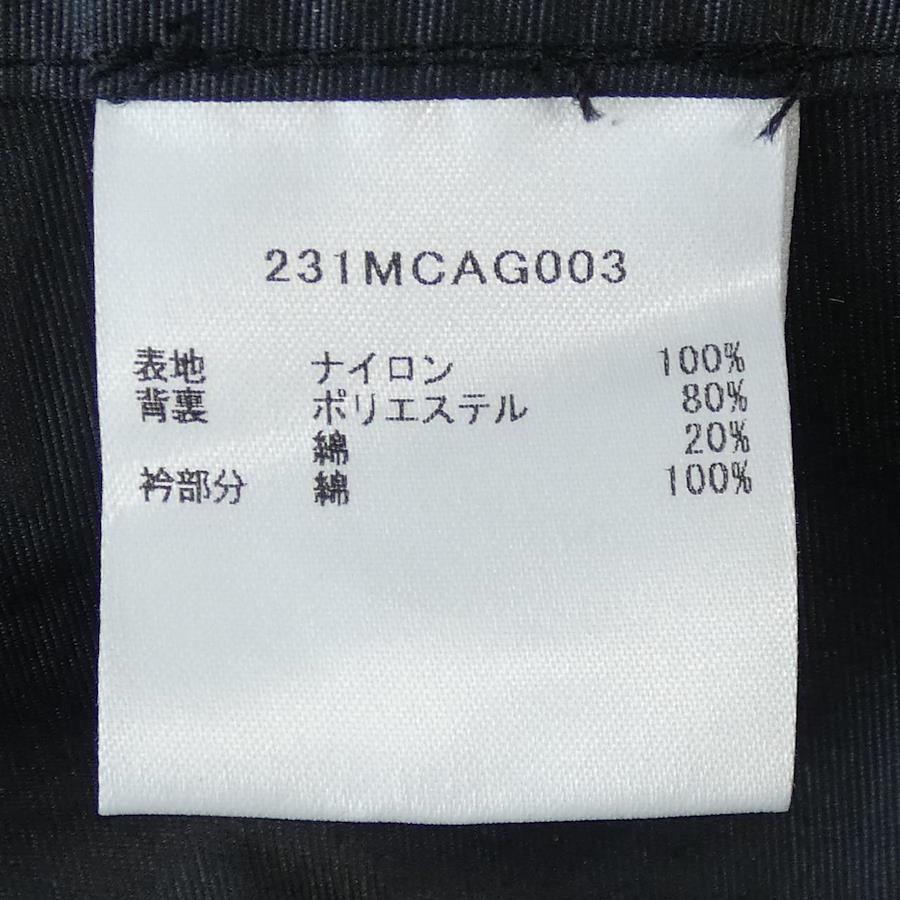 231MCAG003
表地 ナイロン 100%
背裏 ポリエステル 80%
綿 20%
衿部分 綿 100%